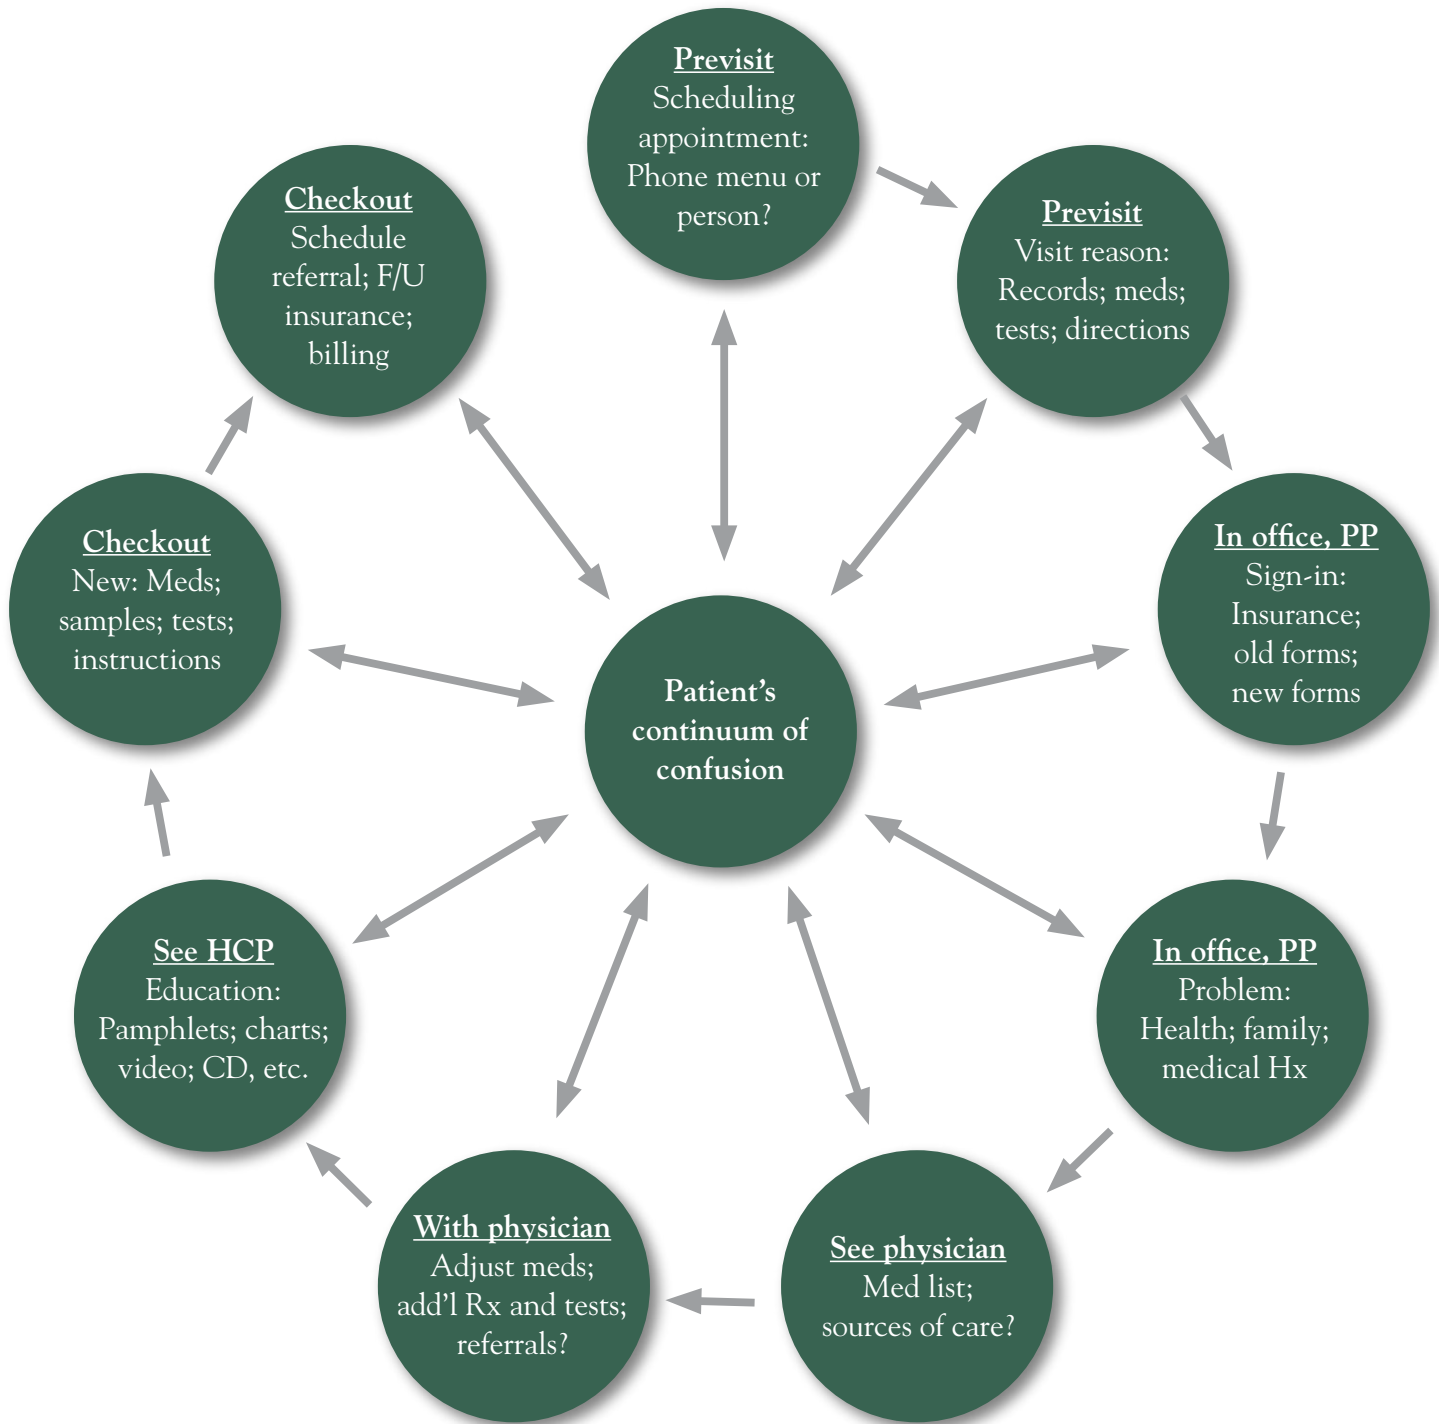 Previsit
Scheduling
appointment:
Phone menu or
person?
Previsit
Visit reason:
Records; meds;
tests; directions
In office, PP
Sign-in:
Insurance;
old forms;
new forms
In office, PP
Problem:
Health; family;
medical Hx
See physician
Med list;
sources of care?
With physician
Adjust meds;
add'l Rx and tests;
referrals?
See HCP
Education:
Pamphlets; charts;
video; CD, etc.
Checkout
New: Meds;
samples; tests;
instructions
Checkout
Schedule
referral; F/U
insurance;
billing
Patient's
continuum of
confusion